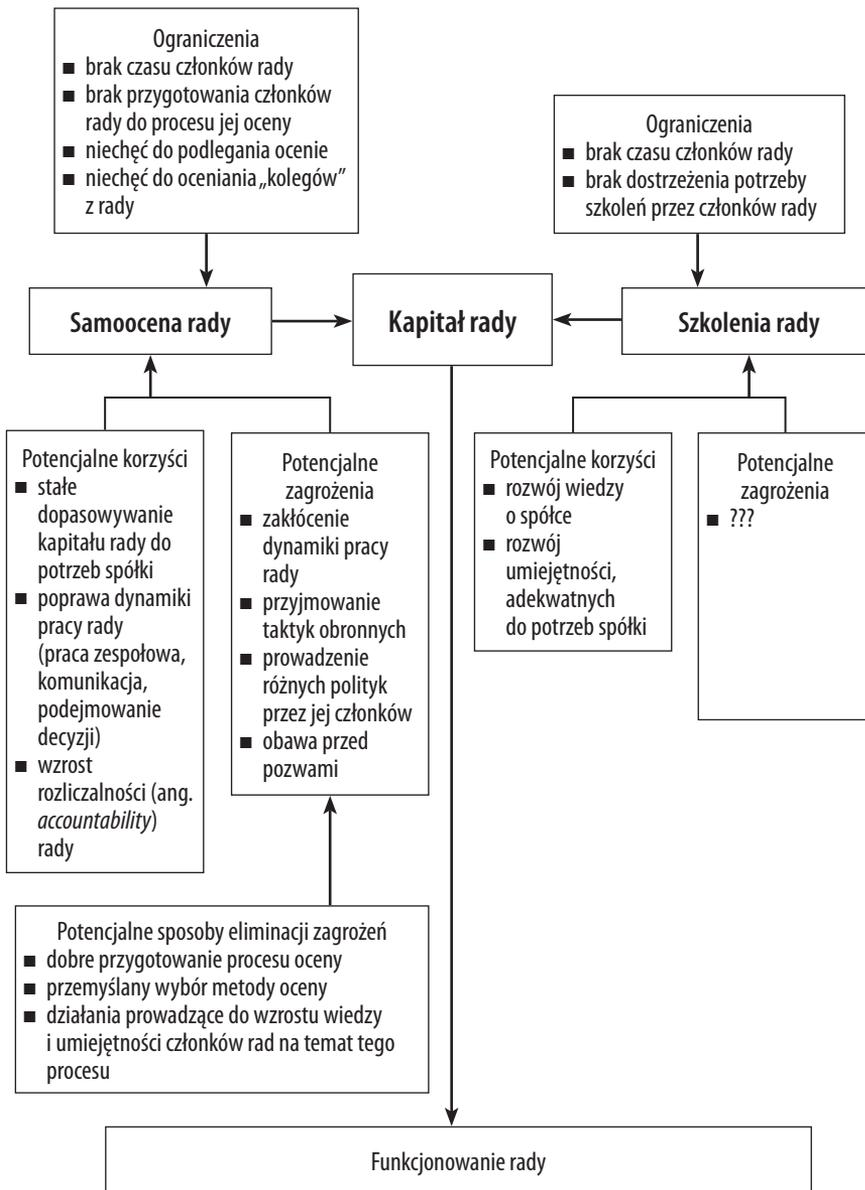 Ograniczenia
■ brak czasu członków rady
■ brak przygotowania członków
rady do procesu jej oceny
■ niechęć do podlegania ocenie
■ niechęć do oceniania „kolegów”
z rady
Ograniczenia
■ brak czasu członków rady
■ brak dostrzeżenia potrzeby
szkoleń przez członków rady
Samoocena rady
Kapitał rady
Szkolenia rady
Potencjalne korzyści
■ stałe
dopasowywanie
kapitału rady do
potrzeb spółki
■ poprawa dynamiki
pracy rady
(praca zespołowa,
komunikacja,
podejmowanie
decyzji)
■ wzrost
rozliczalności (ang.
accountability)
rady
Potencjalne
zagrożenia
■ zakłócenie
dynamiki pracy
rady
■ przyjmowanie
taktyk obronnych
■ prowadzenie
różnych polityk
przez jej członków
■ obawa przed
pozwami
Potencjalne korzyści
■ rozwój wiedzy
o spółce
■ rozwój
umiejętności,
adekwatnych
do potrzeb spółki
Potencjalne
zagrożenia
■ ???
Potencjalne sposoby eliminacji zagrożeń
■ dobre przygotowanie procesu oceny
■ przemyślany wybór metody oceny
■ działania prowadzące do wzrostu wiedzy
i umiejętności członków rad na temat tego
procesu
Funkcjonowanie rady